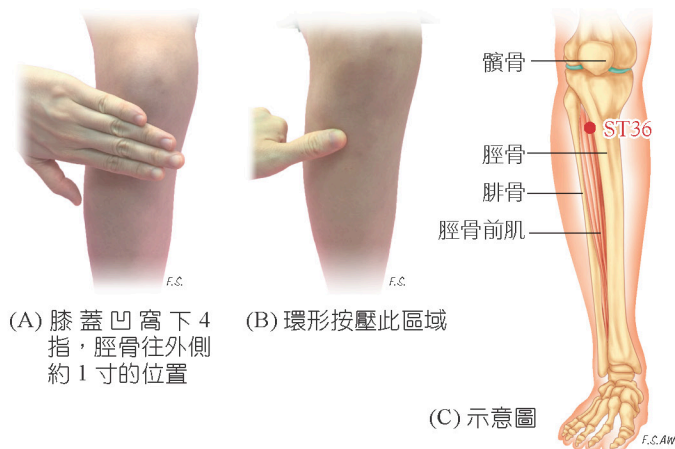 髕骨
ST36
脛骨
腓骨
脛骨前肌
F.S.
F.S.
(A) 膝蓋凹窩下4
指，脛骨往外側
約1寸的位置
(B) 環形按壓此區域
(C) 示意圖
F.S.AW